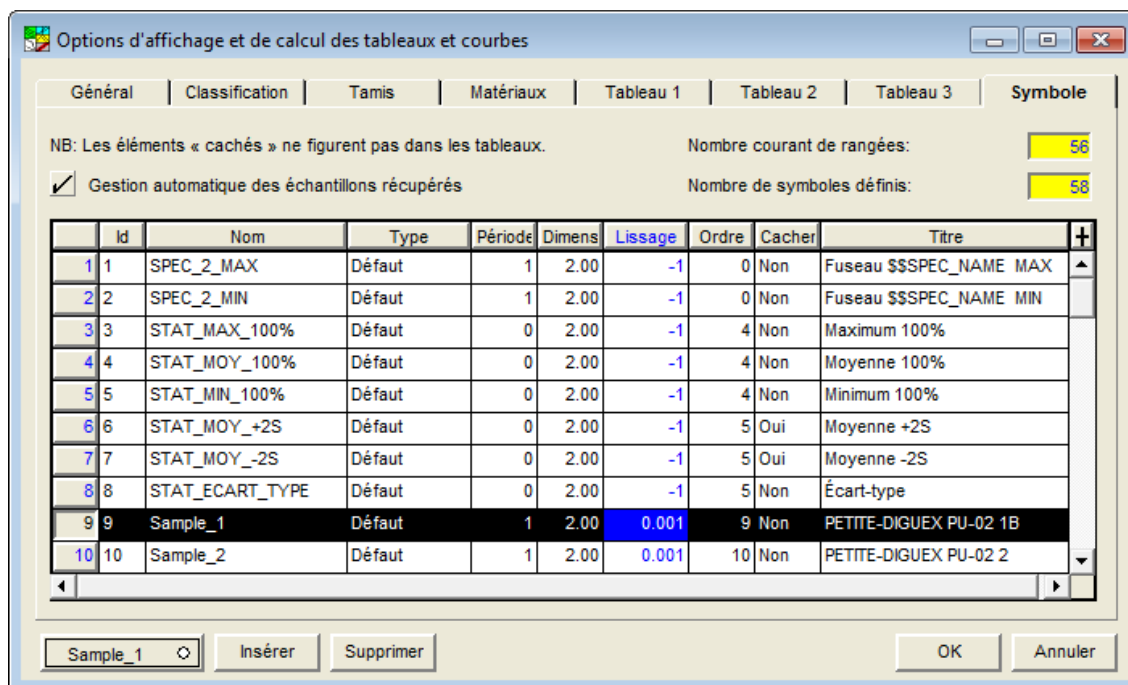 Options d'affichage et de calcul des tableaux et courbes
Général Classification Tamis Matériaux Tableau 1 Tableau 2 Tableau 3 Symbole
NB: Les éléments « cachés » ne figurent pas dans les tableaux. Nombre courant de rangées: 56
Gestion automatique des échantillons récupérés Nombre de symboles définis: 58
Id Nom Type Période Dimens Lissage Ordre Cacher Titre +
1 1 SPEC_2_MAX Défaut 1 2.00 -1 0 Non Fuseau $$SPEC_NAME MAX
2 2 SPEC_2_MIN Défaut 1 2.00 -1 0 Non Fuseau $$SPEC_NAME MIN
3 3 STAT_MAX_100% Défaut 0 2.00 -1 4 Non Maximum 100%
4 4 STAT_MOY_100% Défaut 0 2.00 -1 4 Non Moyenne 100%
5 5 STAT_MIN_100% Défaut 0 2.00 -1 4 Non Minimum 100%
6 6 STAT_MOY_+2S Défaut 0 2.00 -1 5 Oui Moyenne +2S
7 7 STAT_MOY_-2S Défaut 0 2.00 -1 5 Oui Moyenne -2S
8 8 STAT_ECART_TYPE Défaut 0 2.00 -1 5 Non Écart-type
9 9 Sample_1 Défaut 1 2.00 0.001 9 Non PETITE-DIGUEX PU-02 1B
10 10 Sample_2 Défaut 1 2.00 0.001 10 Non PETITE-DIGUEX PU-02 2
Sample_1 Insérer Supprimer OK Annuler